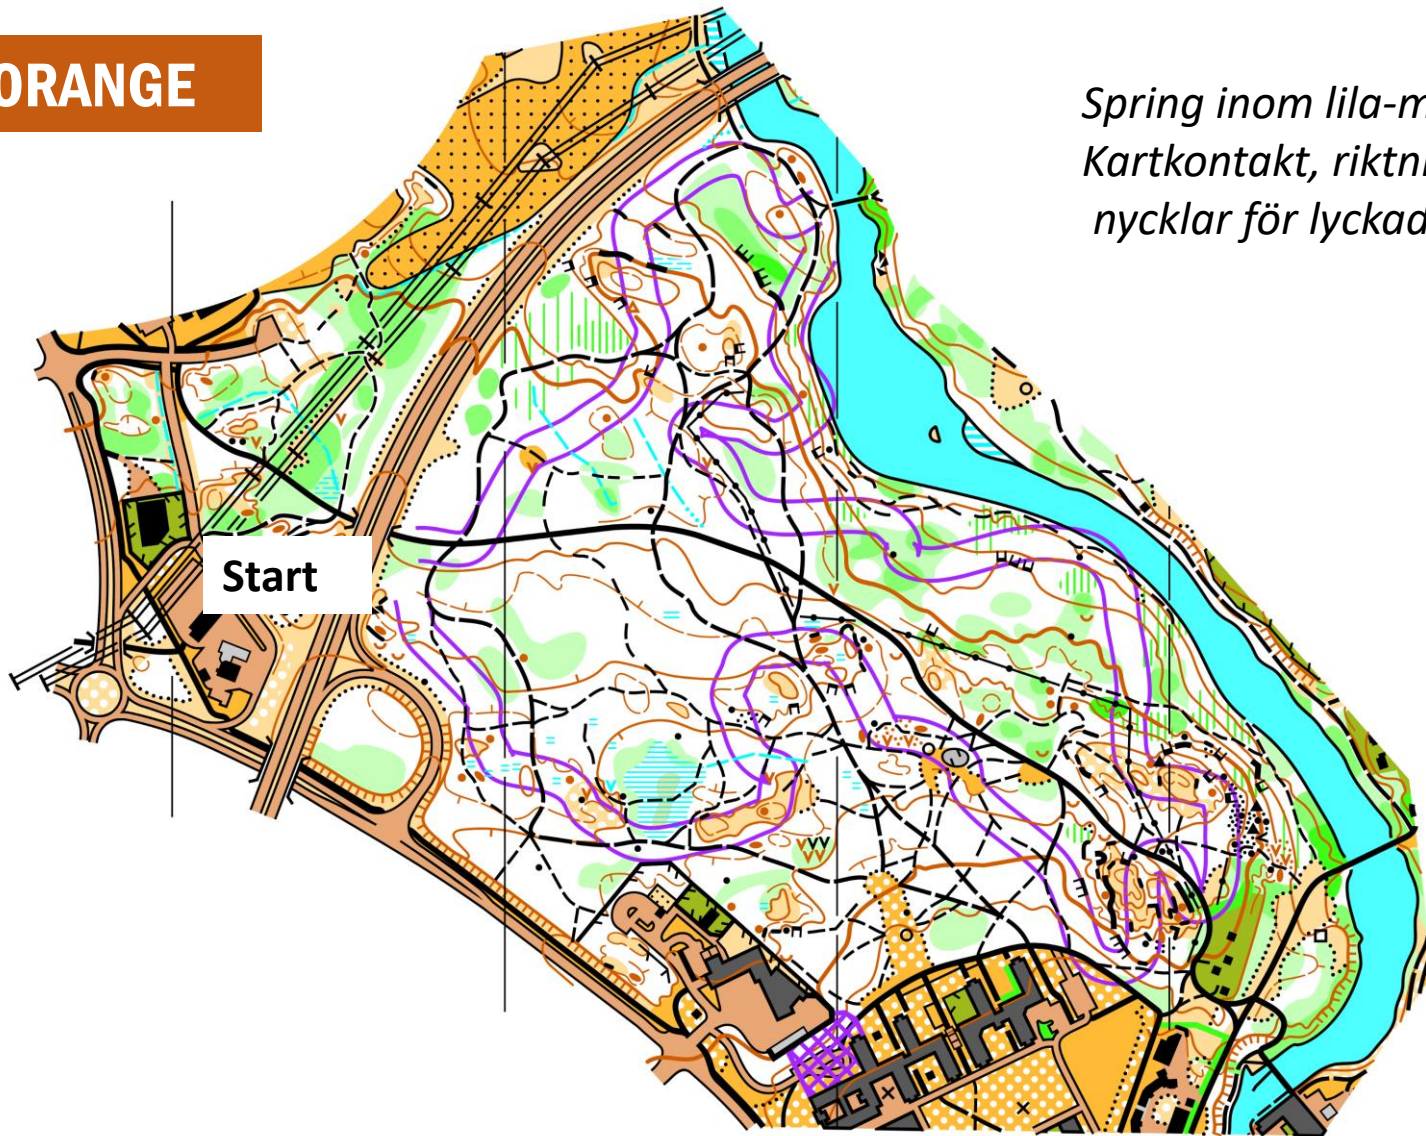 ORANGE
Spring inom lila-m
Kartkontakt, riktni
nycklar för lyckad
Start